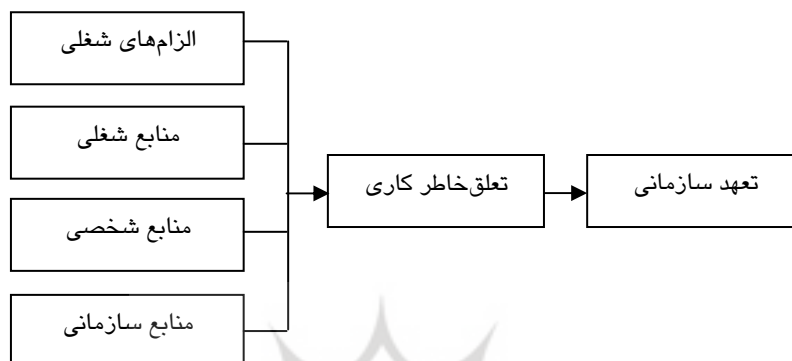 الزام‌های شغلی
منابع شغلی
منابع شخصی
منابع سازمانی
تعلق‌خاطر کاری
تعهد سازمانی